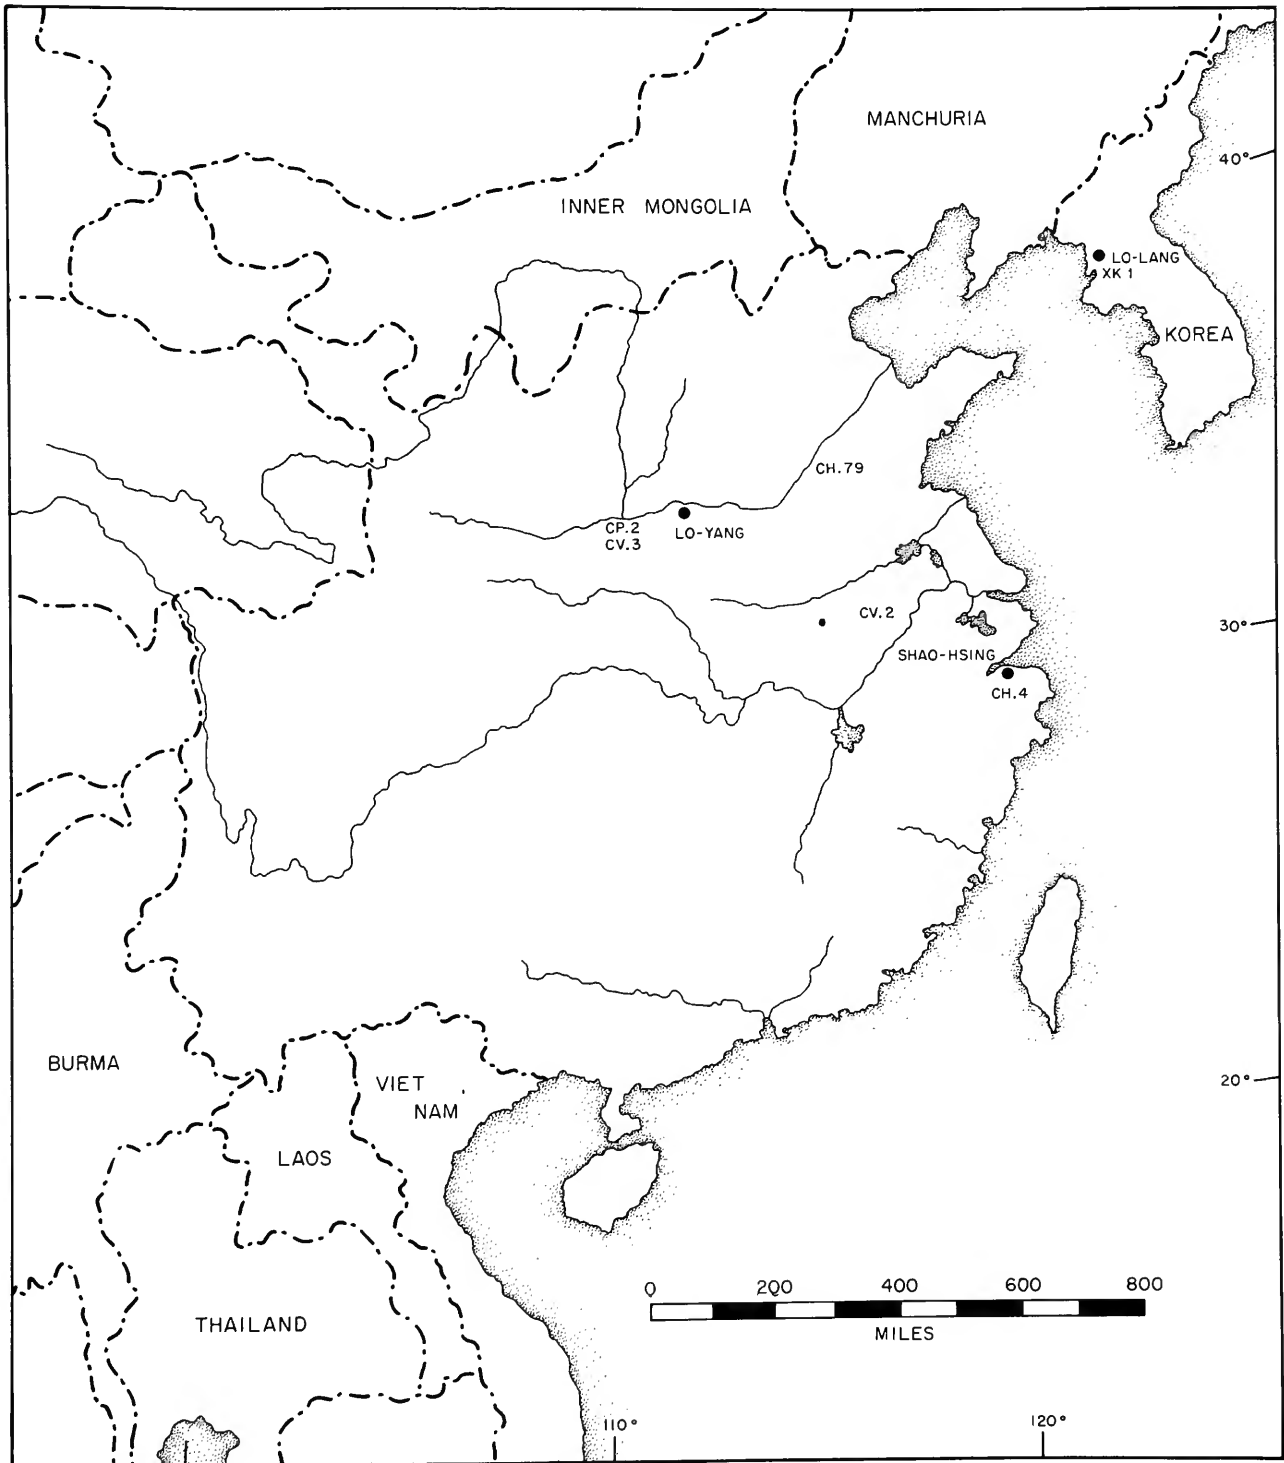 MANCHURIA
40°
INNER MONGOLIA
LO-LANG
XK 1
KOREA
CH.79
CP.2
CV.3
LO-YANG
CV.2
30°
SHAO-HSING
CH.4
BURMA
VIET
NAM
20°
LAOS
0 200 400 600 800
MILES
THAILAND
110°
120°